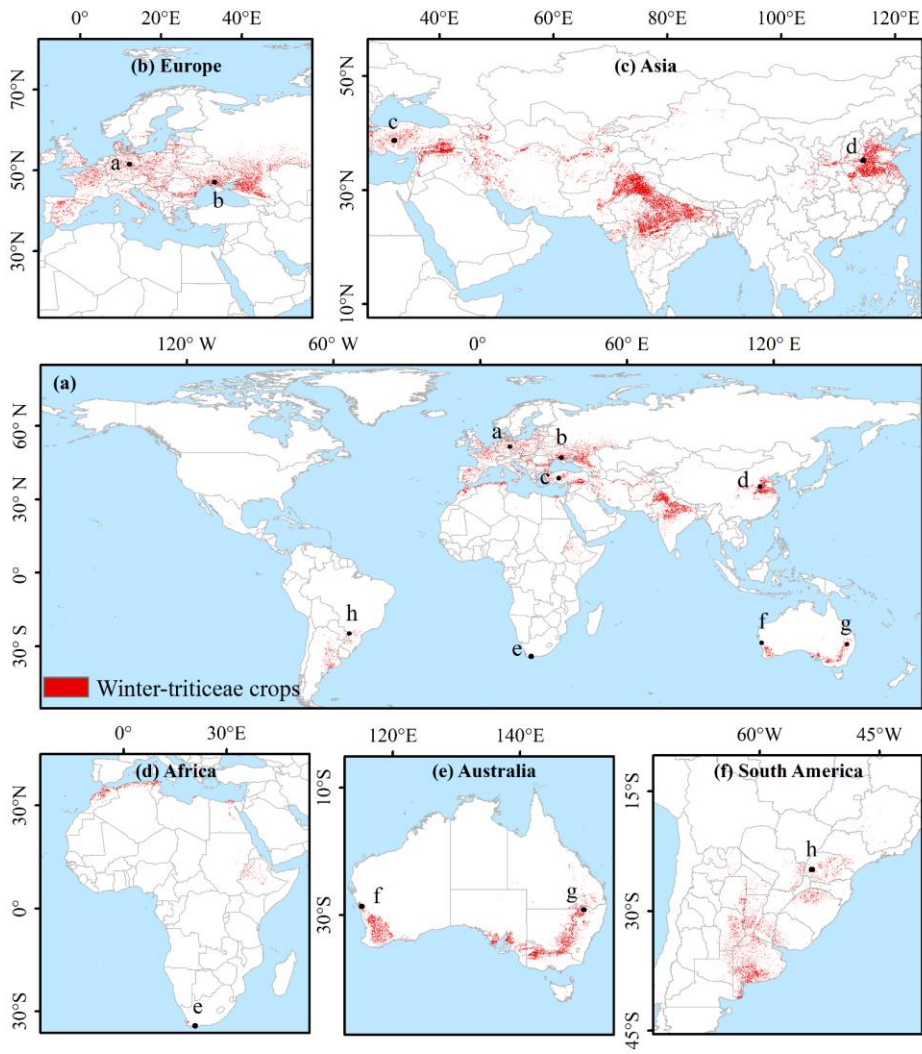 0° 20°E 40°E
40°E 60°E 80°E 100°E 120°E
(b) Europe
70°N
50°N
30°N
a
b
(c) Asia
50°N
30°N
10°N
c
d
120° W 60° W 0° 60° E 120° E
(a)
60° N
30° N
0°
30° S
a
b
c
d
e
f
g
h
Winter-triticeae crops
0° 30°E
(d) Africa
30°N
0°
30°S
e
120°E 140°E
(e) Australia
10°S
30°S
f
g
60°W 45°W
(f) South America
15°S
30°S
45°S
h